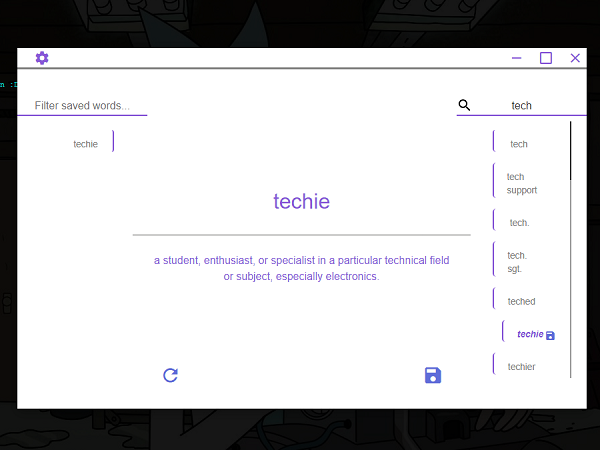 n :D
Filter saved words...
tech
techie
tech
tech
support
tech.
tech.
sgt.
teched
techie
techier
techie
a student, enthusiast, or specialist in a particular technical field
or subject, especially electronics.